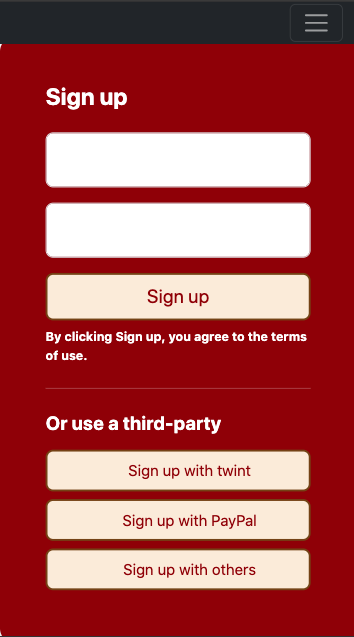 Sign up
Sign up
By clicking Sign up, you agree to the terms
of use.
Or use a third-party
Sign up with twint
Sign up with PayPal
Sign up with others